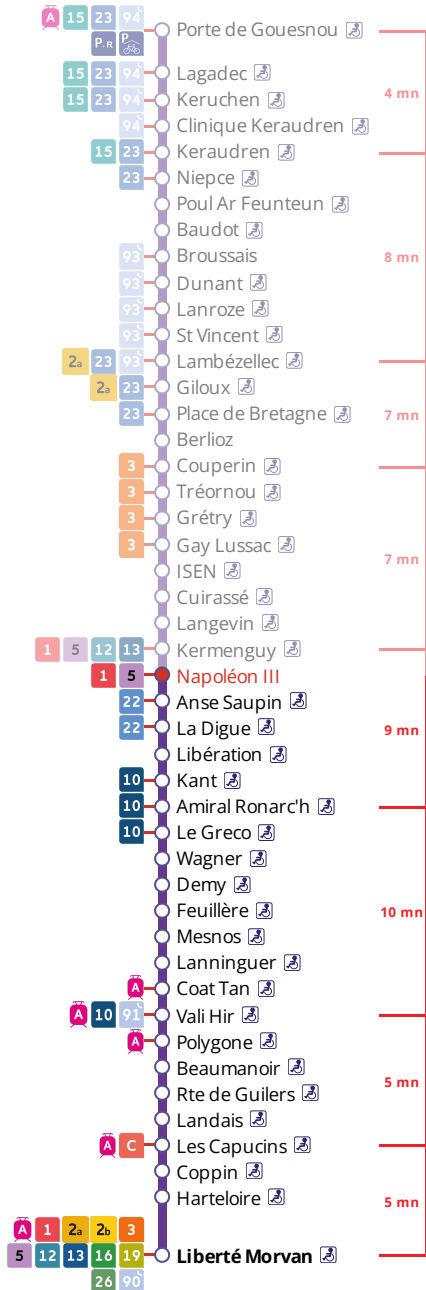 A 15 23 94 Porte de Gouesnou
P+R P
15 23 94 Lagadec
15 23 94 Keruchen 4 mn
94 Clinique Keraudren
15 23 Keraudren
23 Niepce
Poul Ar Feunteun
Baudot
93 Broussais 8 mn
93 Dunant
93 Lanroze
93 St Vincent
2a 23 93 Lambézellec
2a 23 Giloux
23 Place de Bretagne 7 mn
Berlioz
3 Couperin
3 Tréornou
3 Grétry
3 Gay Lussac 7 mn
ISEN
Cuirassé
Langevin
1 5 12 13 Kermenguy
1 5 Napoléon III
22 Anse Saupin
22 La Digue 9 mn
Libération
10 Kant
10 Amiral Ronarc'h
10 Le Greco
Wagner
Demy
Feuillère 10 mn
Mesnos
Lanninguer
A Coat Tan
A 10 91 Vali Hir
A Polygone
Beaumanoir 5 mn
Rte de Guilers
Landais
A C Les Capucins
Coppin
Harteloire 5 mn
A 1 2a 2b 3
5 12 13 16 19 Liberté Morvan
26 90